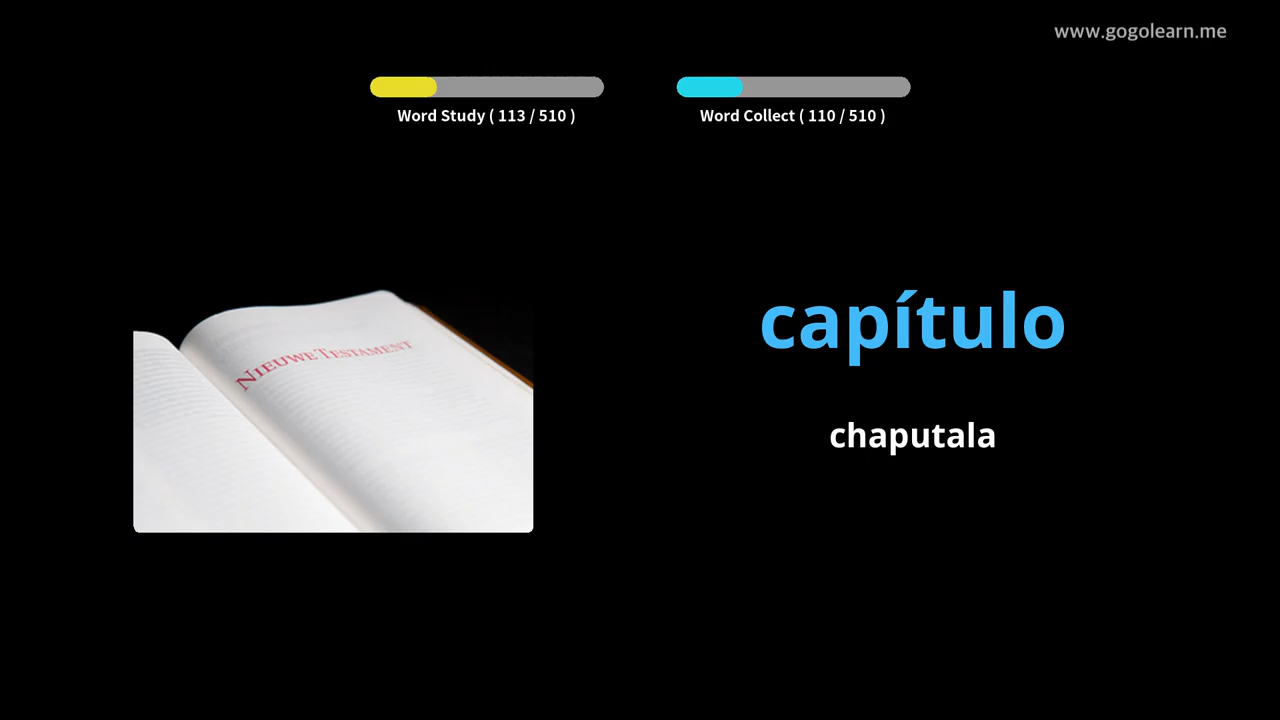 www.gogolearn.me
Word Study ( 113 / 510 )
Word Collect ( 110 / 510 )
NIEUWE TESTAMENT
capítulo
chaputala